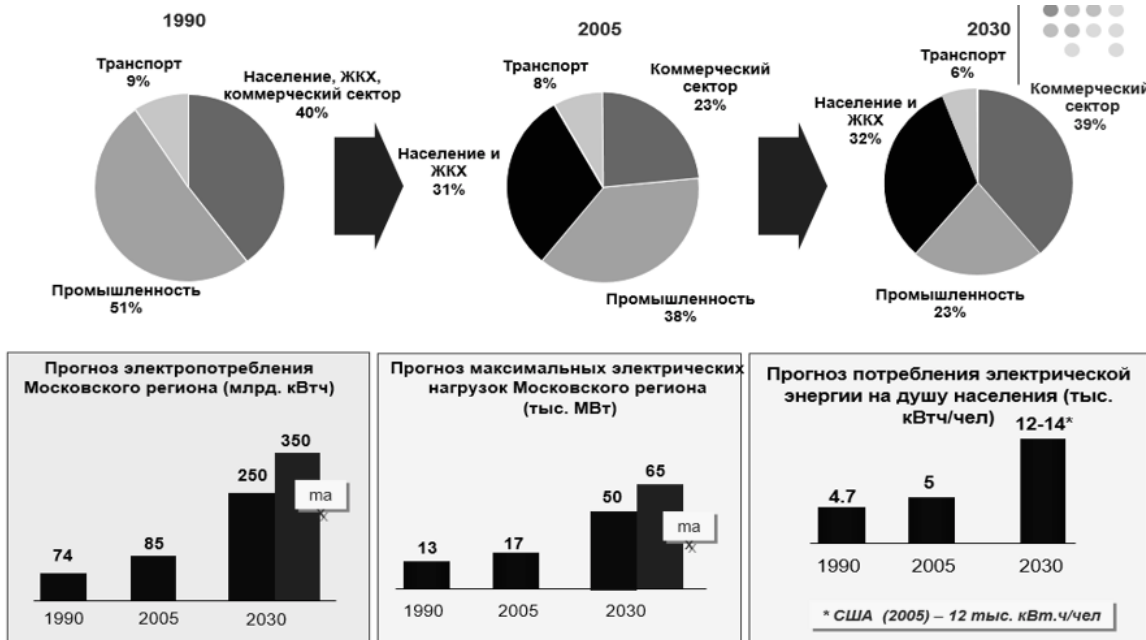 1990
Транспорт
9%
Население, ЖКХ,
коммерческий сектор
40%
Промышленность
51%
2005
Транспорт
8%
Коммерческий
сектор
23%
Население и
ЖКХ
31%
Промышленность
38%
2030
Транспорт
6%
Коммерческий
сектор
39%
Население и
ЖКХ
32%
Промышленность
23%
Прогноз электропотребления
Московского региона (млрд. кВтч)
74
85
250
350
ma
x
1990
2005
2030
Прогноз максимальных электрических
нагрузок Московского региона
(тыс. МВт)
13
17
50
65
ma
x
1990
2005
2030
Прогноз потребления электрической
энергии на душу населения (тыс.
кВтч/чел)
12-14*
4.7
5
1990
2005
2030
* США (2005) – 12 тыс. кВт.ч/чел